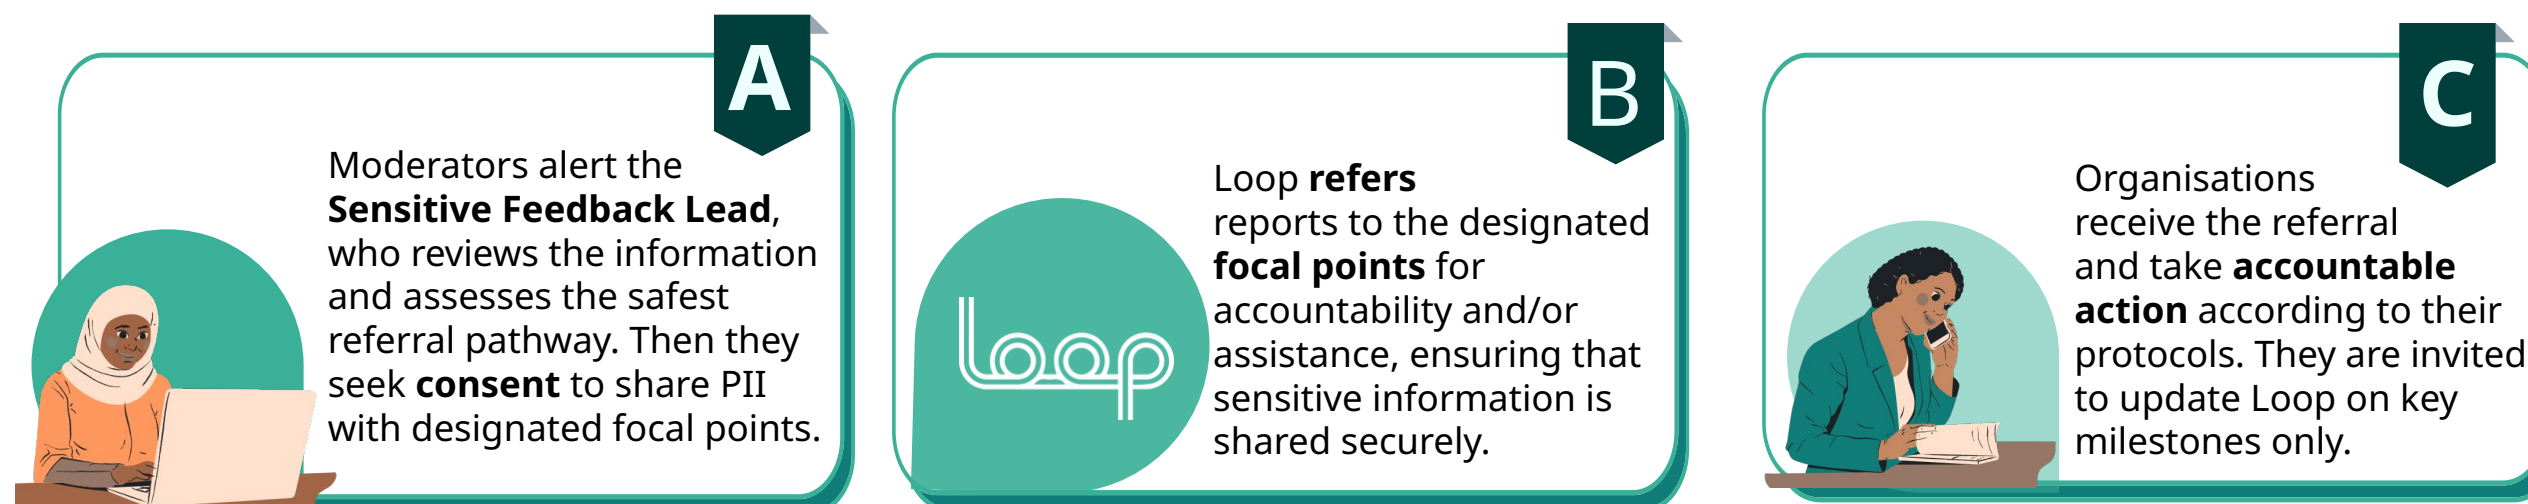 A
Moderators alert the
Sensitive Feedback Lead,
who reviews the information
and assesses the safest
referral pathway. Then they
seek consent to share PII
with designated focal points.
B
loop
Loop refers
reports to the designated
focal points for
accountability and/or
assistance, ensuring that
sensitive information is
shared securely.
C
Organisations
receive the referral
and take accountable
action according to their
protocols. They are invited
to update Loop on key
milestones only.